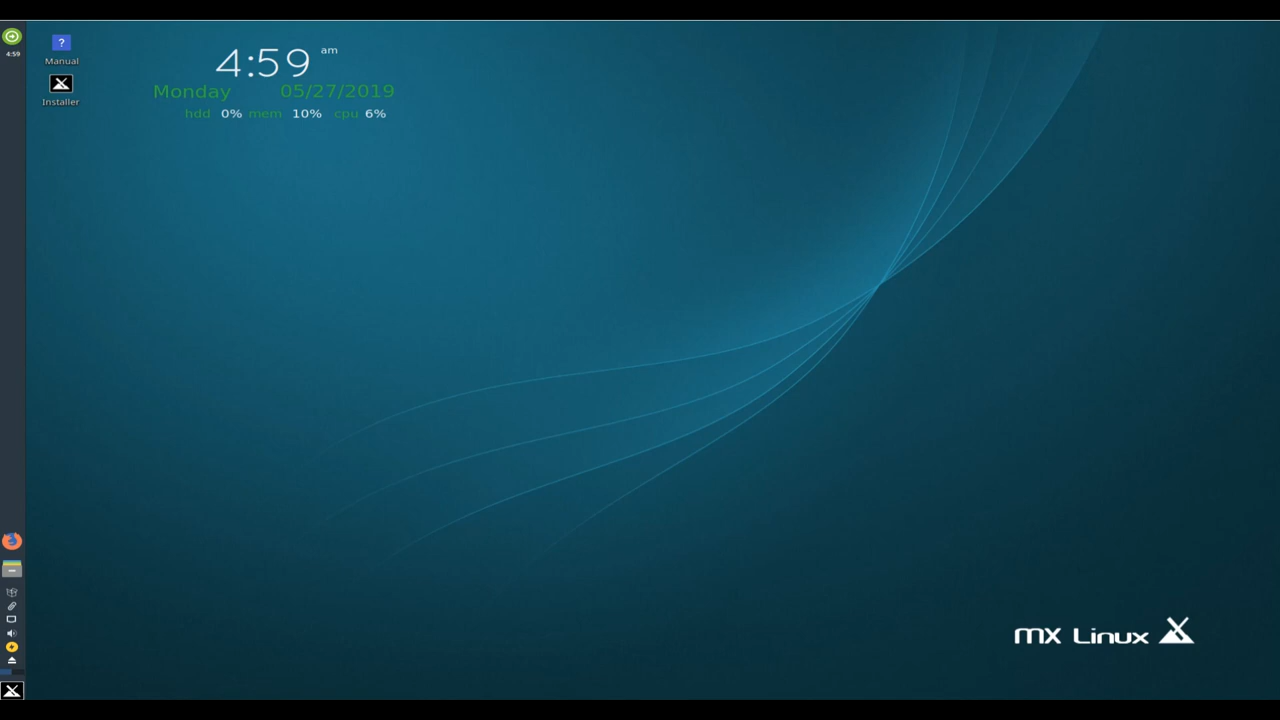 4:59
?
Manual
Installer
4:59 am
Monday 05/27/2019
hdd 0% mem 10% cpu 6%
mx Linux